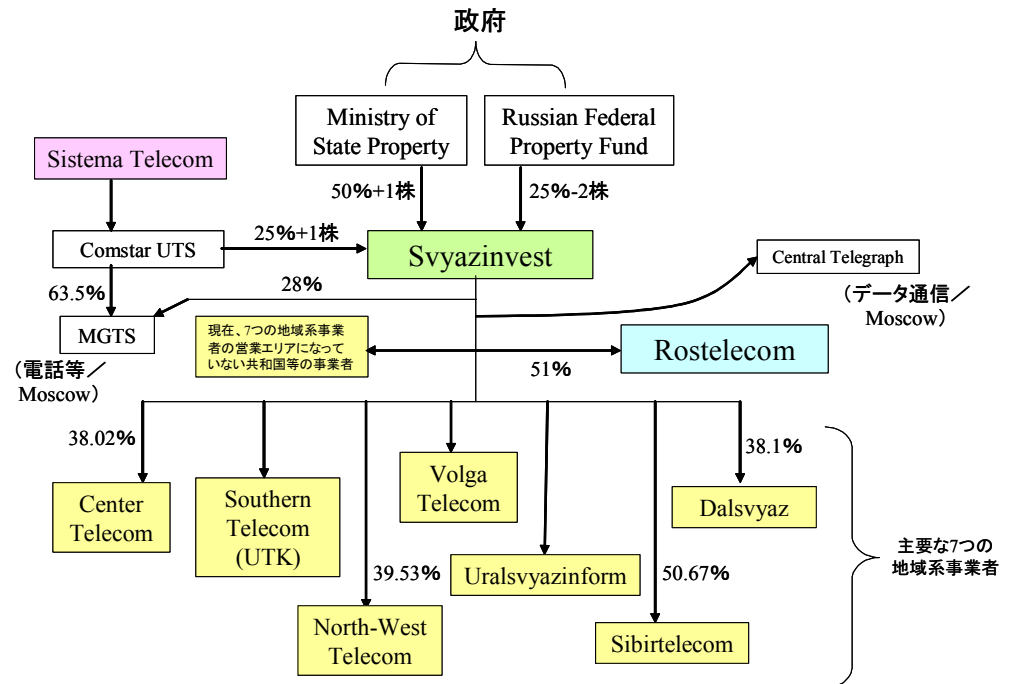 政府
Ministry of
State Property
Russian Federal
Property Fund
Sistema Telecom
50%+1株
25%-2株
Comstar UTS
25%+1株
Svyazinvest
Central Telegraph
(データ通信／
Moscow)
63.5%
28%
MGTS
(電話等／
Moscow)
現在、7つの地域系事業
者の営業エリアになって
いない共和国等の事業者
Rostelecom
51%
38.02%
38.1%
Center
Telecom
Southern
Telecom
(UTK)
Volga
Telecom
Dalsvyaz
39.53%
Uralsvyazinform
50.67%
主要な7つの
地域系事業者
North-West
Telecom
Sibirtelecom